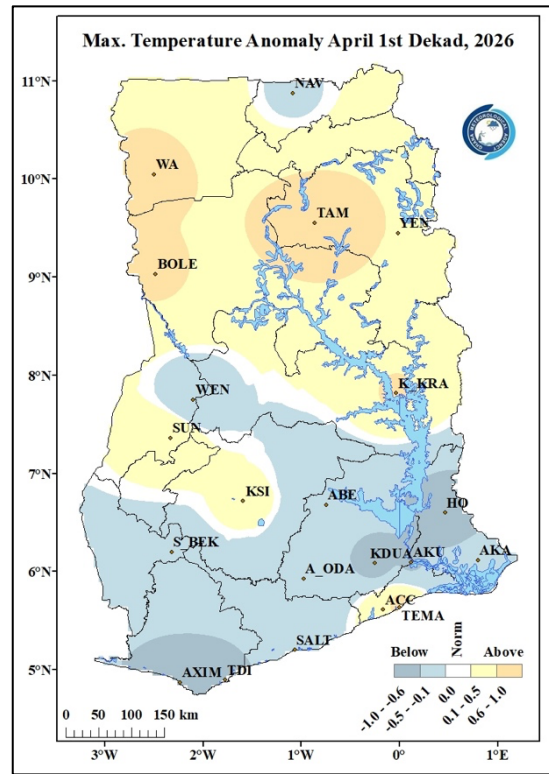 Max. Temperature Anomaly April 1st Dekad, 2026
11°N
NAV
GHANA METEOROLOGICAL AGENCY
WA
10°N
TAM
YEN
BOLE
9°N
8°N
K_KRA
WEN
SUN
7°N
KSI
ABE
HO
S_BEK
KDUA
AKU
AKA
6°N
A_ODA
ACC
TEMA
SALT
Below
Norm
Above
5°N
AXIM
TDI
-1.0 - -0.6
-0.5 - -0.1
0.0
0.1 - 0.5
0.6 - 1.0
0 50 100 150 km
3°W 2°W 1°W 0° 1°E